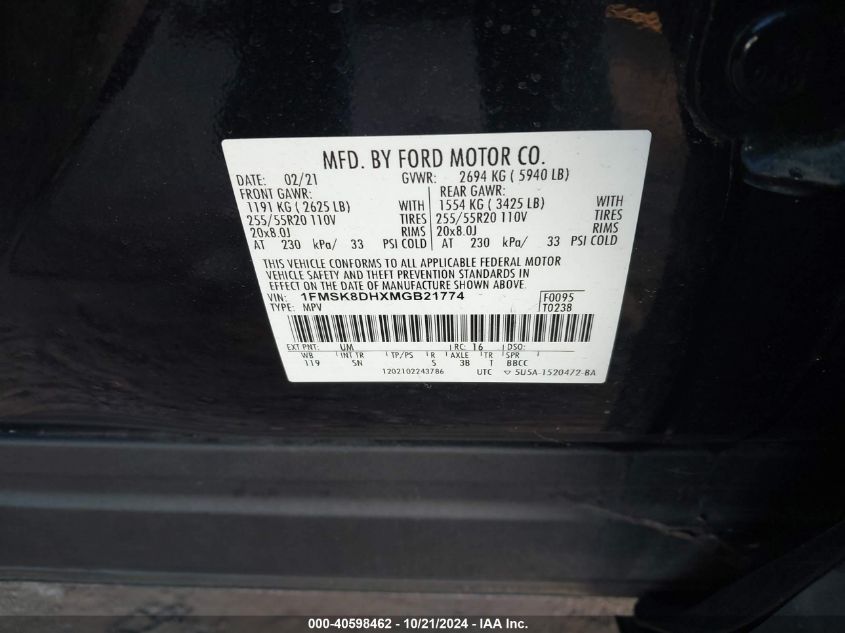 MFD. BY FORD MOTOR CO.
DATE: 02/21 GVWR: 2694 KG ( 5940 LB)
FRONT GAWR: REAR GAWR:
1191 KG ( 2625 LB) WITH 1554 KG ( 3425 LB) WITH
255/55R20 110V TIRES 255/55R20 110V TIRES
20x8.0J RIMS 20x8.0J RIMS
AT 230 kPa/ 33 PSI COLD AT 230 kPa/ 33 PSI COLD
THIS VEHICLE CONFORMS TO ALL APPLICABLE FEDERAL MOTOR
VEHICLE SAFETY AND THEFT PREVENTION STANDARDS IN
EFFECT ON THE DATE OF MANUFACTURE SHOWN ABOVE.
VIN: 1FMSK8DHXMGB21774 F0095
TYPE: MPV T0238
EXT PNT: UM RC: 16 DSO:
WB INT TR TP/PS R AXLE TR SPR
119 SN S 3B T BBCC
1202102243786 UTC ▽ 5U5A-1520472-BA
000-40598462 - 10/21/2024 - IAA Inc.